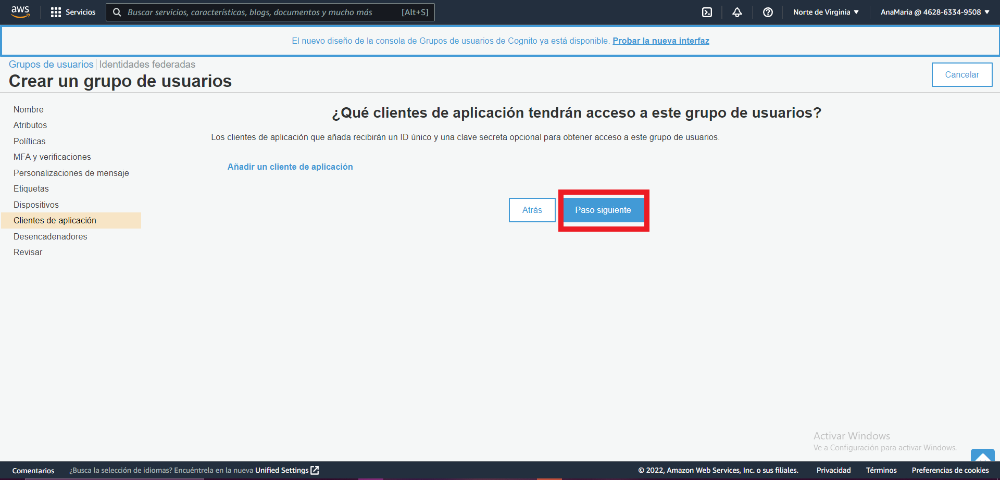 aws
Servicios
Buscar servicios, características, blogs, documentos y mucho más
[Alt+S]
Norte de Virginia
AnaMaria @ 4628-6334-9508
El nuevo diseño de la consola de Grupos de usuarios de Cognito ya está disponible. Probar la nueva interfaz
Grupos de usuarios | Identidades federadas
Crear un grupo de usuarios
Cancelar
Nombre
Atributos
Políticas
MFA y verificaciones
Personalizaciones de mensaje
Etiquetas
Dispositivos
Clientes de aplicación
Desencadenadores
Revisar
¿Qué clientes de aplicación tendrán acceso a este grupo de usuarios?
Los clientes de aplicación que añada recibirán un ID único y una clave secreta opcional para obtener acceso a este grupo de usuarios.
Añadir un cliente de aplicación
Atrás
Paso siguiente
Activar Windows
Ve a Configuración para activar Windows.
Comentarios
¿Busca la selección de idiomas? Encuéntrela en la nueva Unified Settings
© 2022, Amazon Web Services, Inc. o sus filiales.
Privacidad
Términos
Preferencias de cookies